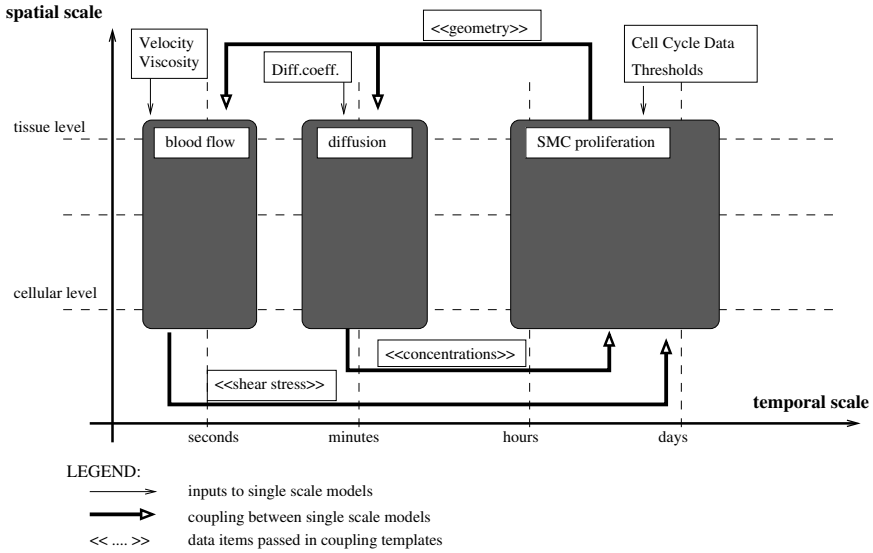 spatial scale
<<geometry>>
Velocity
Viscosity
Diff.coeff.
Cell Cycle Data
Thresholds
tissue level
blood flow
diffusion
SMC proliferation
cellular level
<<concentrations>>
<<shear stress>>
temporal scale
seconds
minutes
hours
days
LEGEND:
inputs to single scale models
coupling between single scale models
<< .... >> data items passed in coupling templates